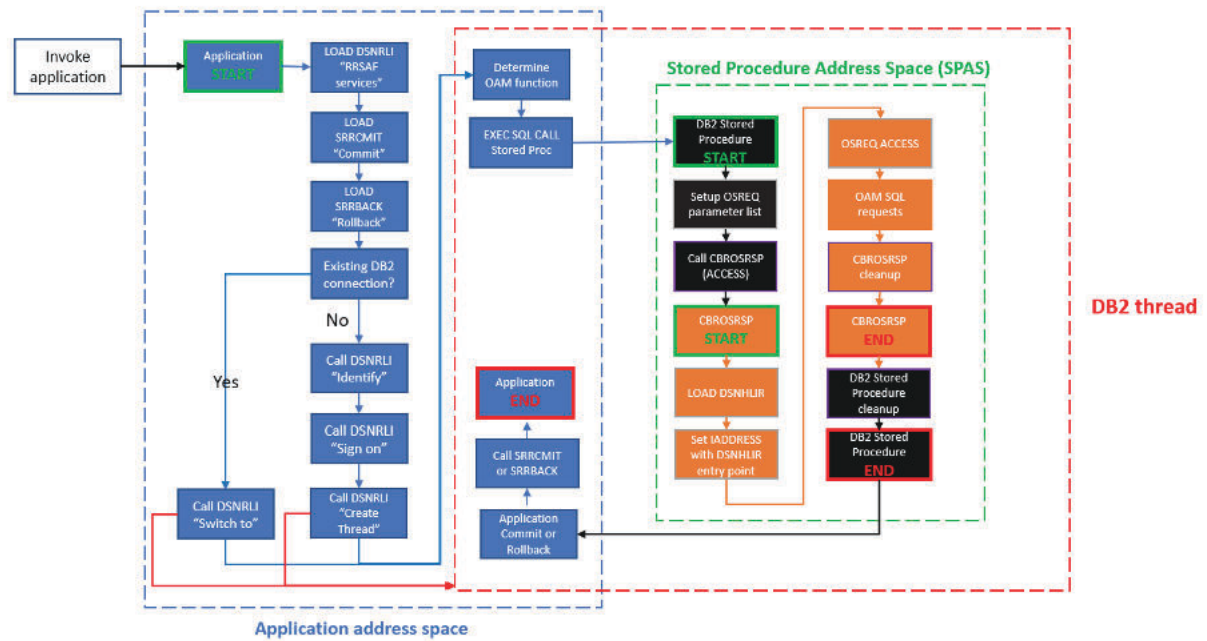 Invoke
application
Application
START
LOAD DSNRLI
"RRSAF
services"
LOAD
SRRCMIT
"Commit"
LOAD
SRRBACK
"Rollback"
Existing DB2
connection?
No
Yes
Call DSNRLI
"Identify"
Call DSNRLI
"Sign on"
Call DSNRLI
"Switch to"
Call DSNRLI
"Create
Thread"
Application address space
Determine
OAM function
EXEC SQL CALL
Stored Proc
Stored Procedure Address Space (SPAS)
DB2 Stored
Procedure
START
Setup OSREQ
parameter list
Call CBROSRSP
(ACCESS)
CBROSRSP
START
LOAD DSNHLIR
Set IADDRESS
with DSNHLIR
entry point
OSREQ ACCESS
OAM SQL
requests
CBROSRSP
cleanup
CBROSRSP
END
DB2 Stored
Procedure
cleanup
DB2 Stored
Procedure
END
Application
END
Call SRRCMIT
or SRRBACK
Application
Commit or
Rollback
DB2 thread